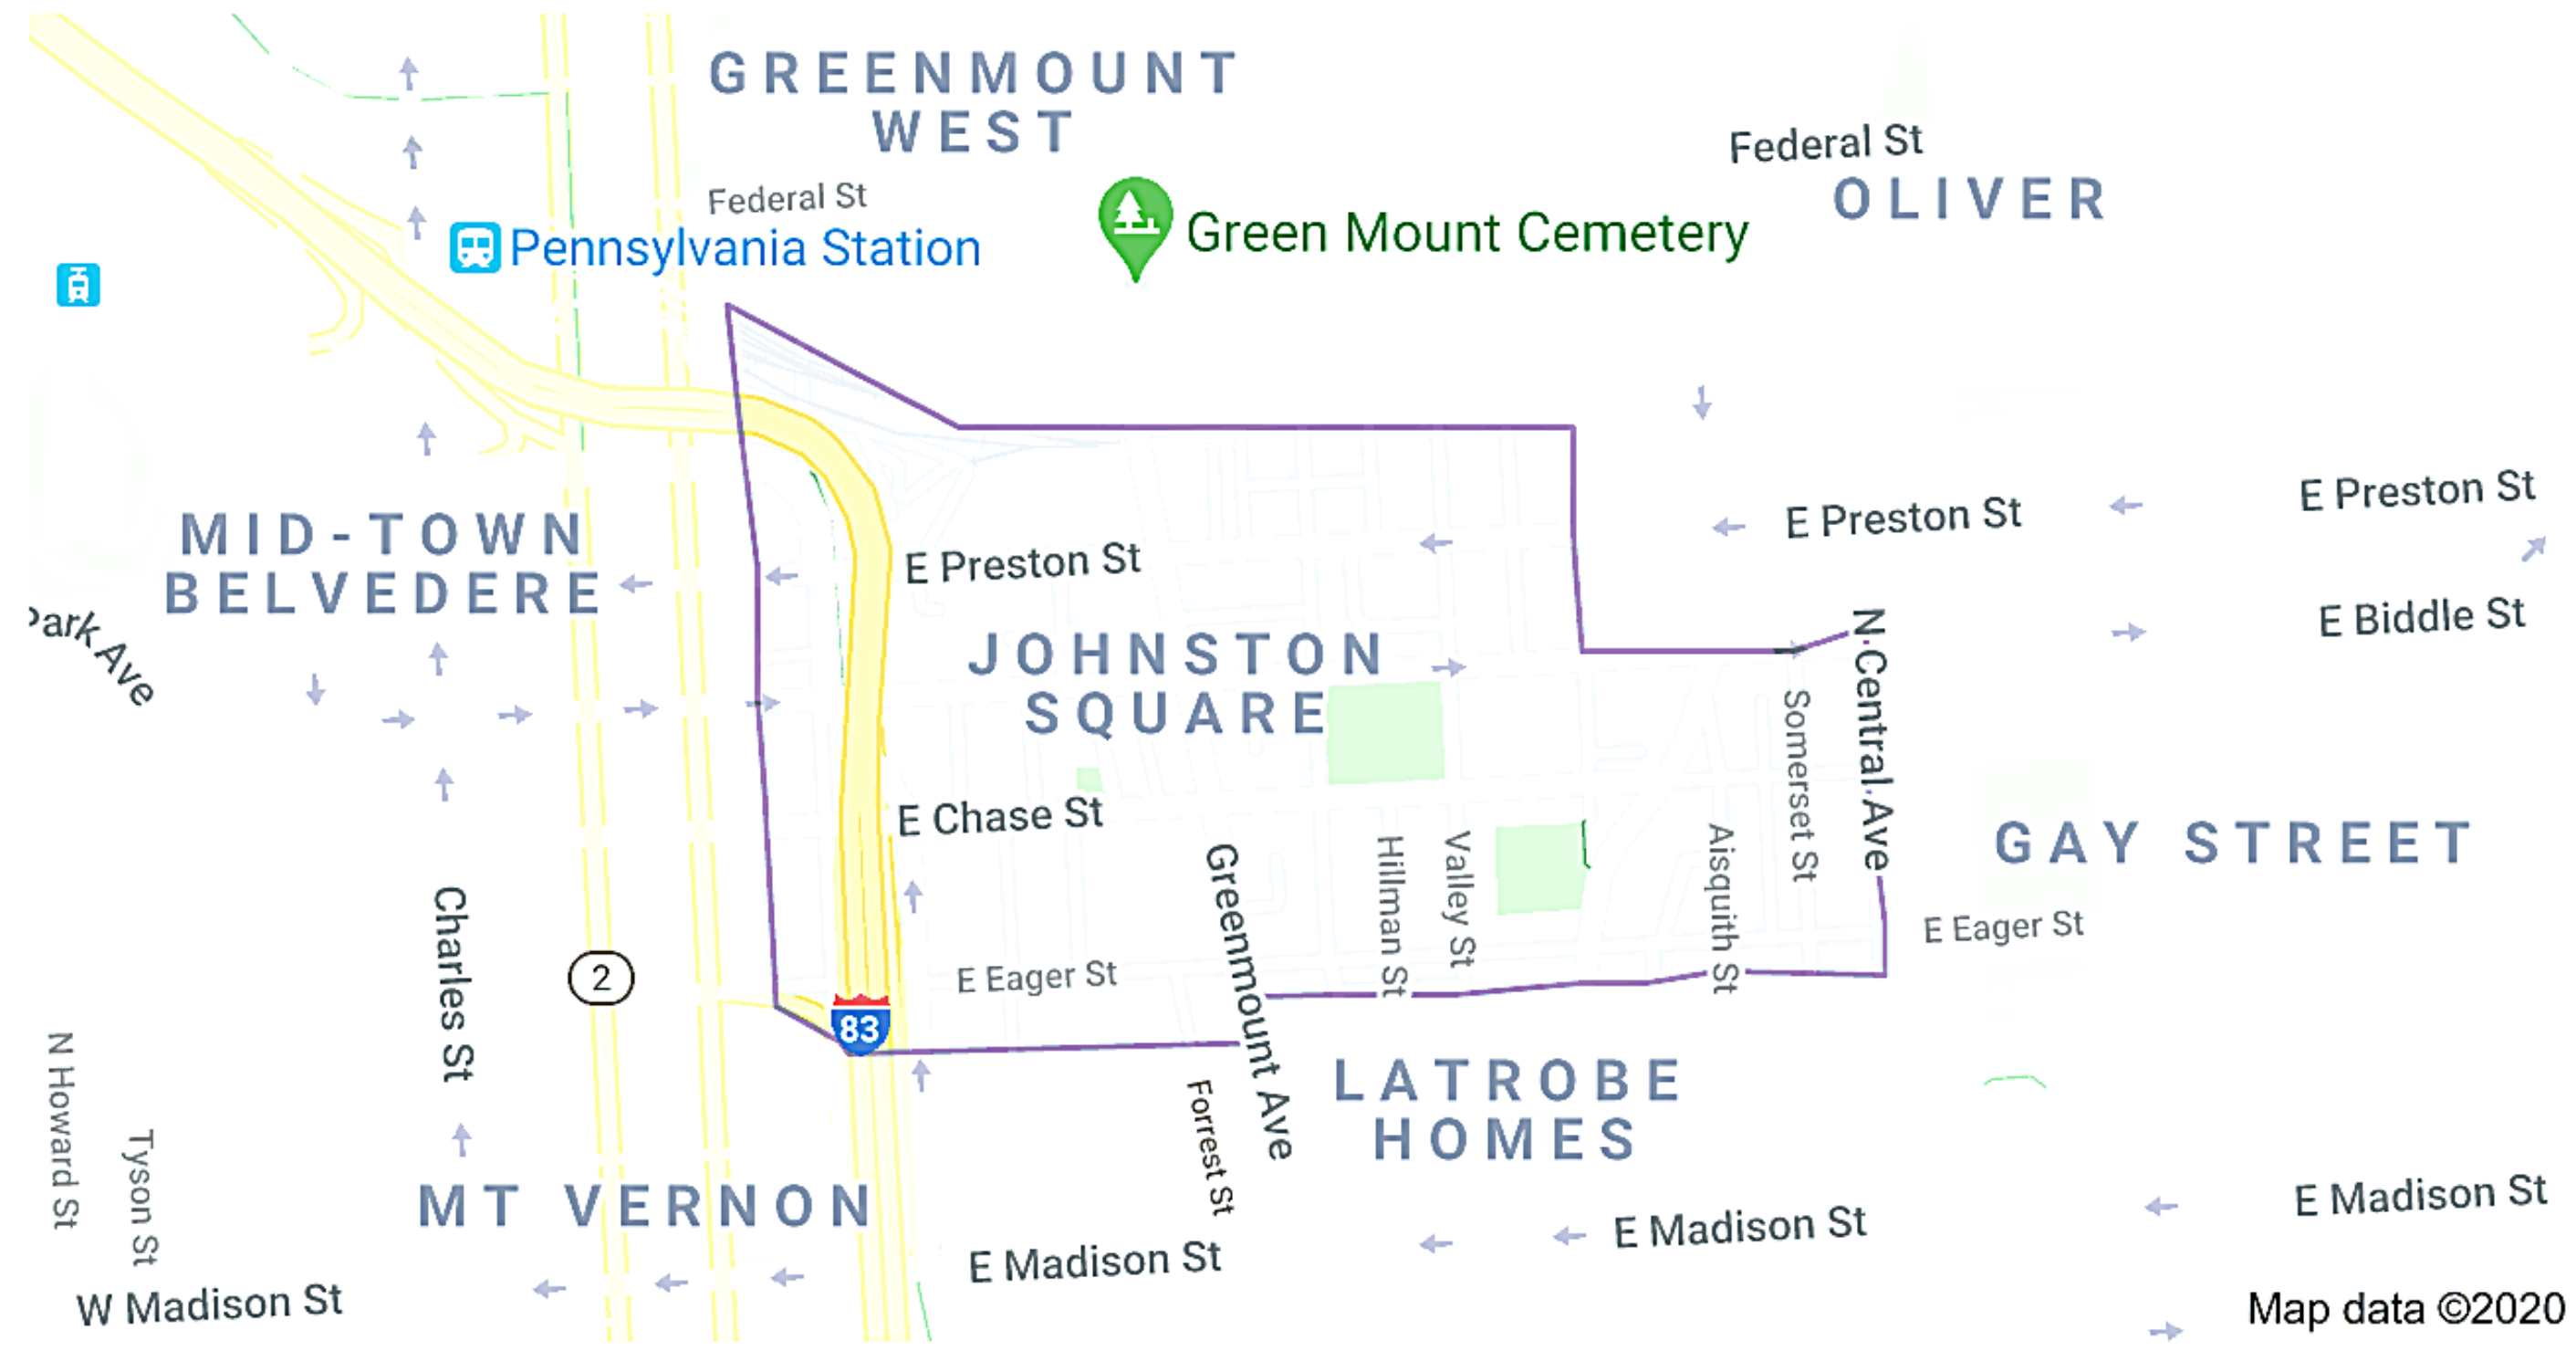 GREENMOUNT
WEST
Federal St
OLIVER
Federal St
Pennsylvania Station
Green Mount Cemetery
E Preston St
E Preston St
MID-TOWN
BELVEDERE
E Preston St
E Biddle St
Park Ave
N Central Ave
JOHNSTON
SQUARE
Somerset St
E Chase St
GAY STREET
Greenmount Ave
Hillman St
Valley St
Aisquith St
Charles St
E Eager St
2
E Eager St
83
N Howard St
Tyson St
Forrest St
LATROBE
HOMES
MT VERNON
E Madison St
E Madison St
E Madison St
W Madison St
Map data ©2020